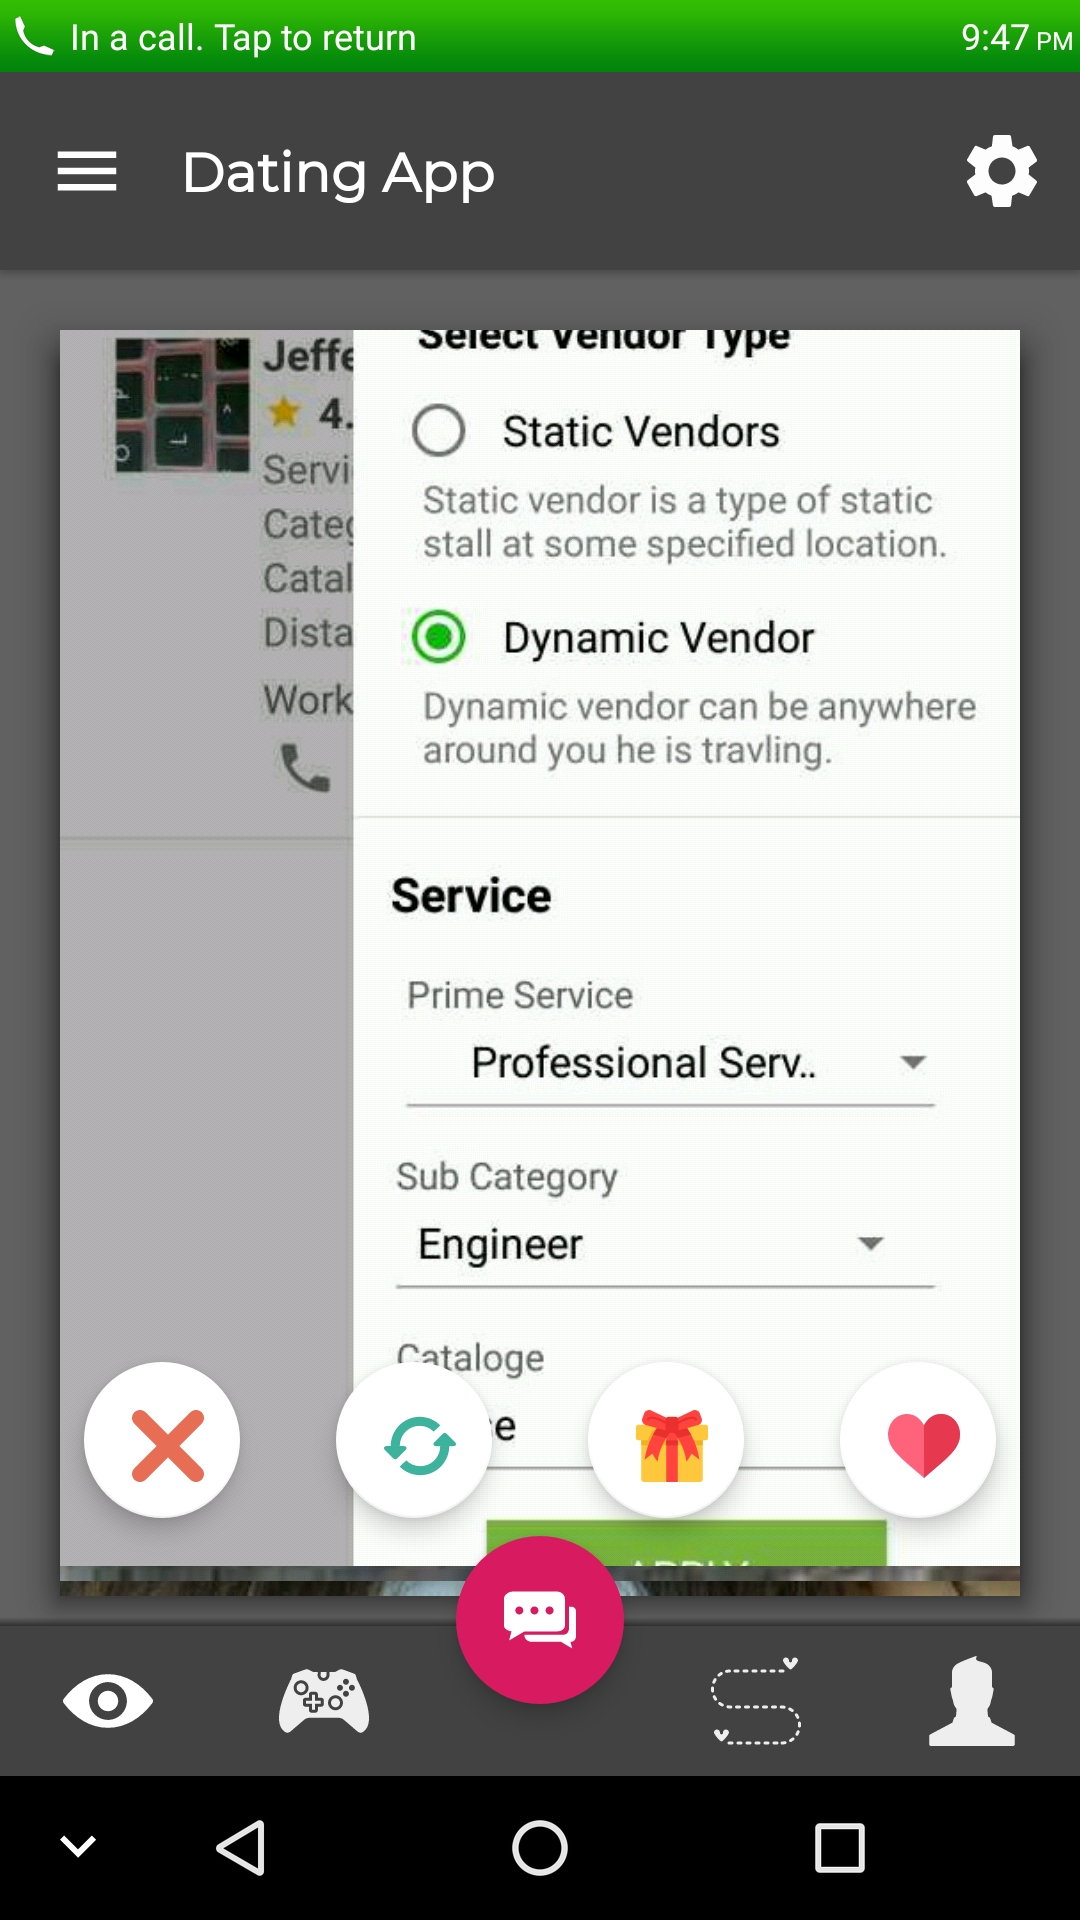 In a call. Tap to return
9:47 PM
Dating App
Select Vendor Type
Jeffe
4.
Static Vendors
Servi
Static vendor is a type of static
Categ
stall at some specified location.
Catal
Dista
Dynamic Vendor
Work
Dynamic vendor can be anywhere
around you he is travling.
Service
Prime Service
Professional Serv..
Sub Category
Engineer
Cataloge
e
APPLY